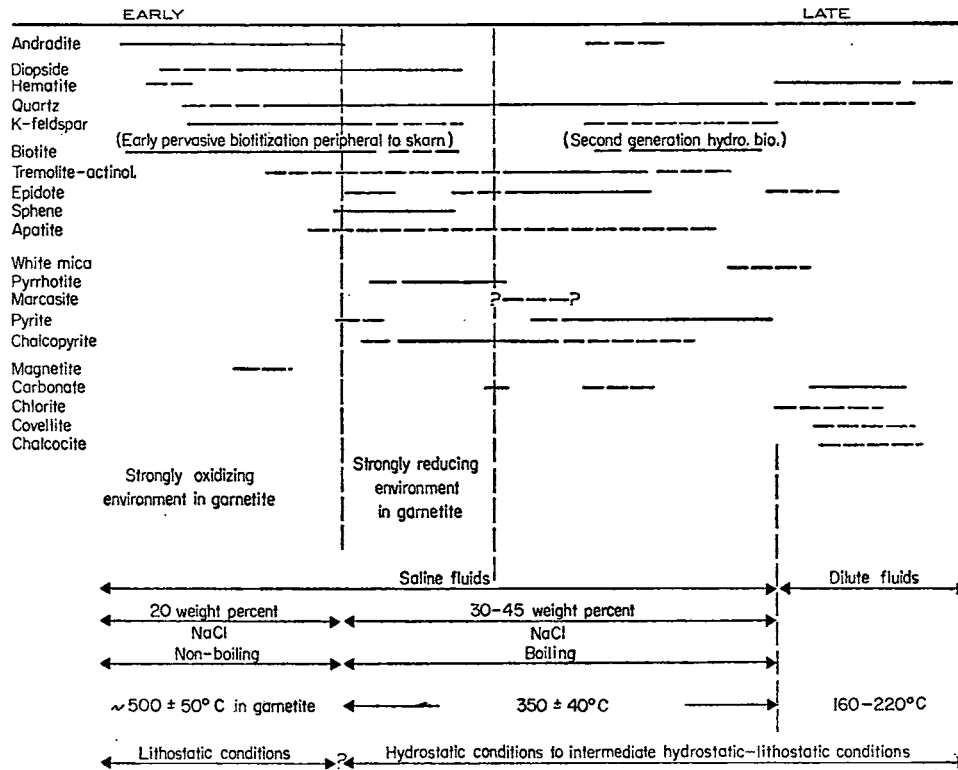 EARLY LATE
Andradite
Diopside
Hematite
Quartz
K-feldspar
(Early pervasive biotitization peripheral to skarn) (Second generation hydro. bio.)
Biotite
Tremolite-actinol.
Epidote
Sphene
Apatite
White mica
Pyrrhotite
Marcasite ? ?
Pyrite
Chalcopyrite
Magnetite
Carbonate
Chlorite
Covellite
Chalcocite
Strongly oxidizing
environment in garnetite
Strongly reducing
environment
in garnetite
Saline fluids Dilute fluids
20 weight percent 30-45 weight percent
NaCl NaCl
Non-boiling Boiling
~500 ± 50°C in garnetite 350 ± 40°C 160-220°C
Lithostatic conditions ? Hydrostatic conditions to intermediate hydrostatic-lithostatic conditions